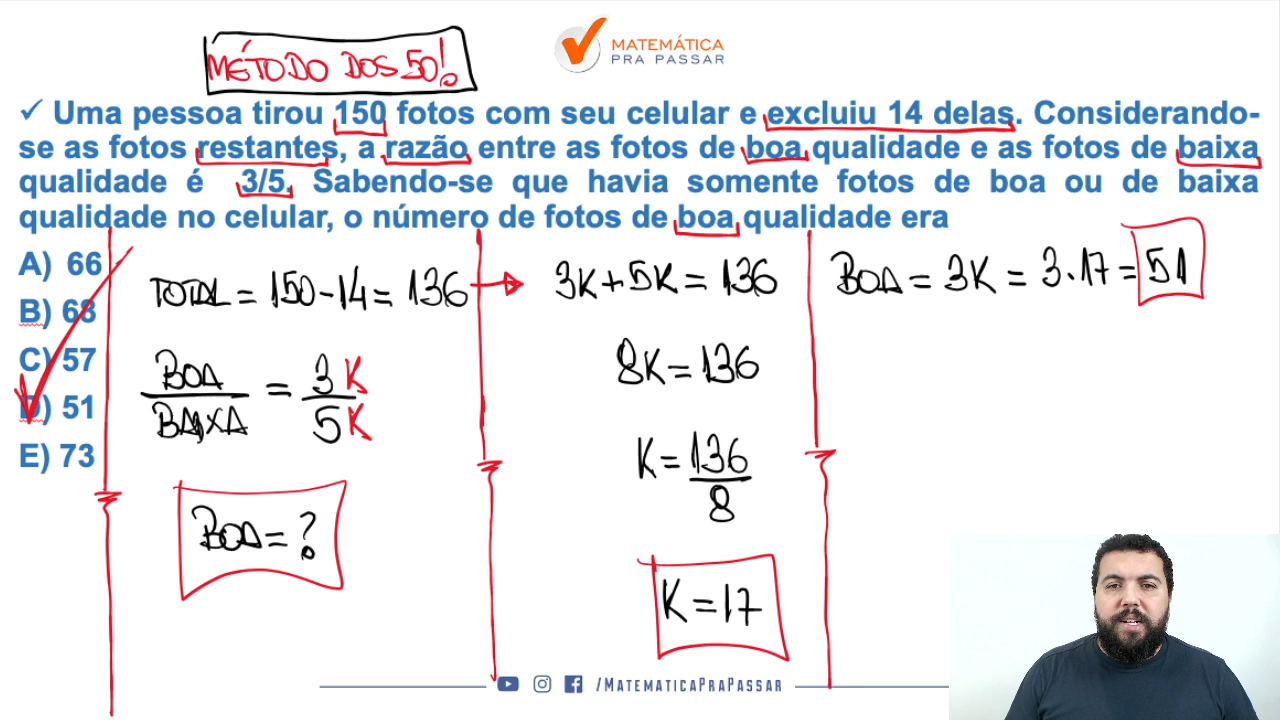 MÉTODO DOS 50!
MATEMÁTICA
PRA PASSAR
✓ Uma pessoa tirou 150 fotos com seu celular e excluiu 14 delas. Considerando-
se as fotos restantes, a razão entre as fotos de boa qualidade e as fotos de baixa
qualidade é 3/5. Sabendo-se que havia somente fotos de boa ou de baixa
qualidade no celular, o número de fotos de boa qualidade era
A) 66
B) 68
C) 57
D) 51
E) 73
TOTAL = 150 - 14 = 136
BOA
BAIXA
=
3K
5K
BOA = ?
3K + 5K = 136
8K = 136
K = 136
8
K = 17
BOA = 3K = 3.17 = 51
/MATEMATICAPRAPASSAR